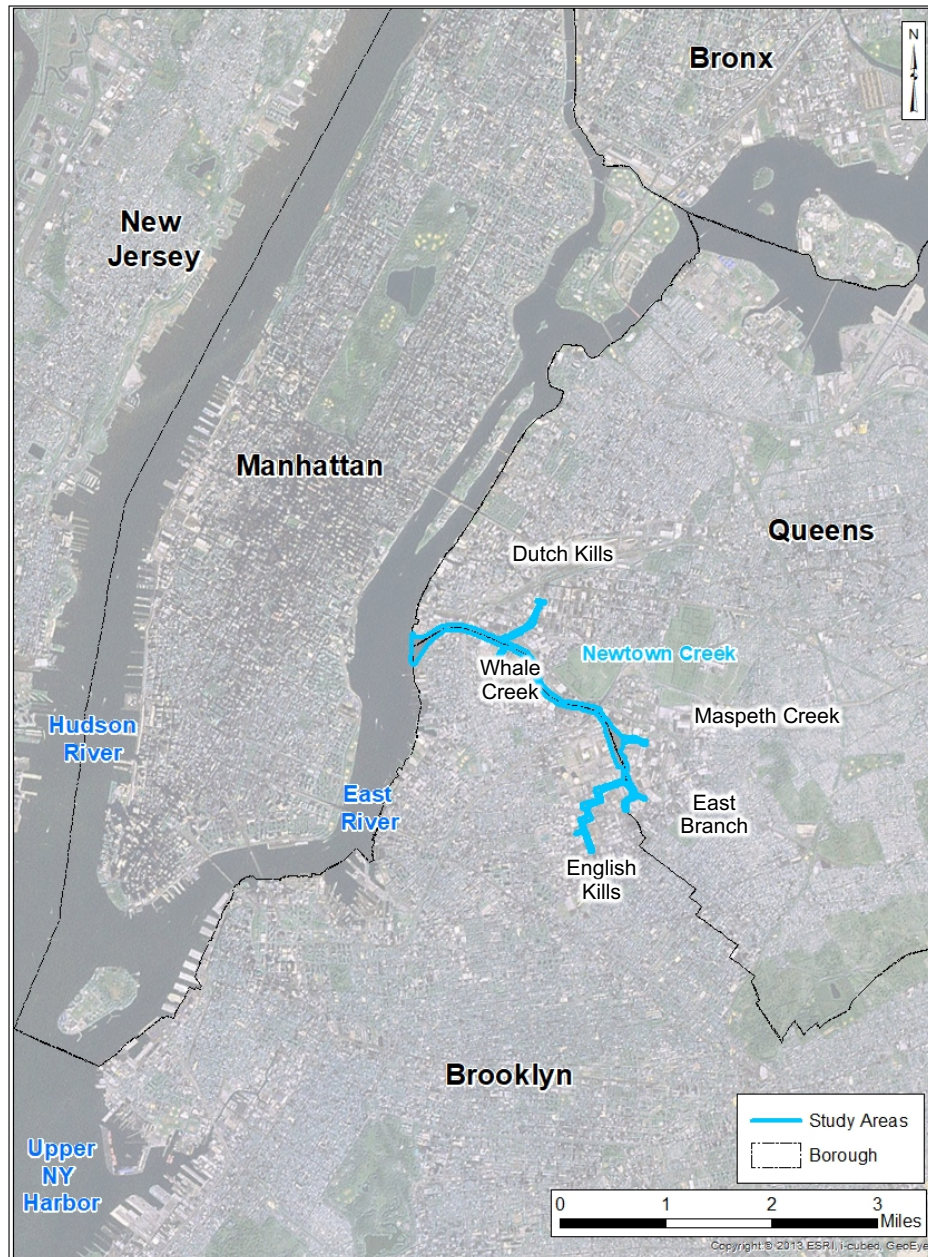 N
Bronx
New
Jersey
Manhattan
Queens
Dutch Kills
Newtown Creek
Whale
Creek
Maspeth Creek
Hudson
River
East
River
East
Branch
English
Kills
Brooklyn
Upper
NY
Harbor
Study Areas
Borough
0 1 2 3
Miles
Copyright:© 2013 ESRI, i-cubed, GeoEye